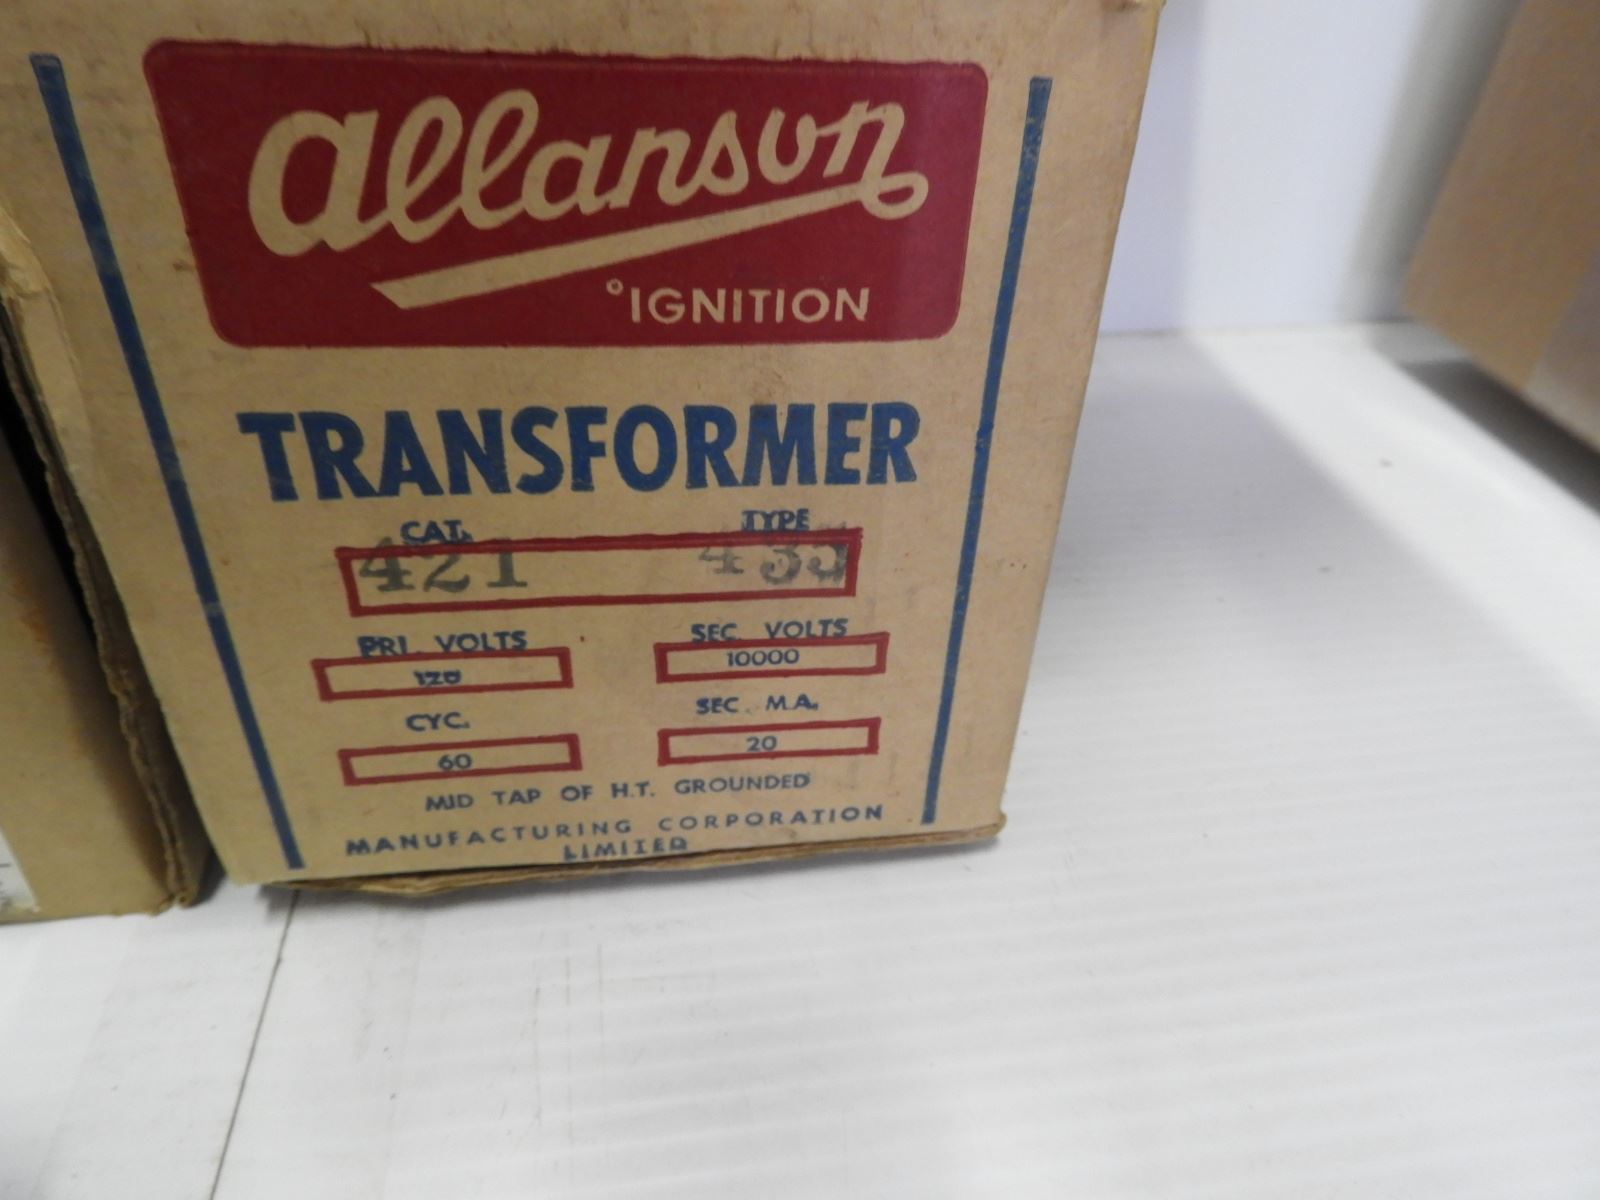 allanson
IGNITION
TRANSFORMER
CAT. TYPE
421 435
PRI. VOLTS SEC. VOLTS
120 10000
CYC. SEC. M.A.
60 20
MID TAP OF H.T. GROUNDED
MANUFACTURING CORPORATION
LIMITED